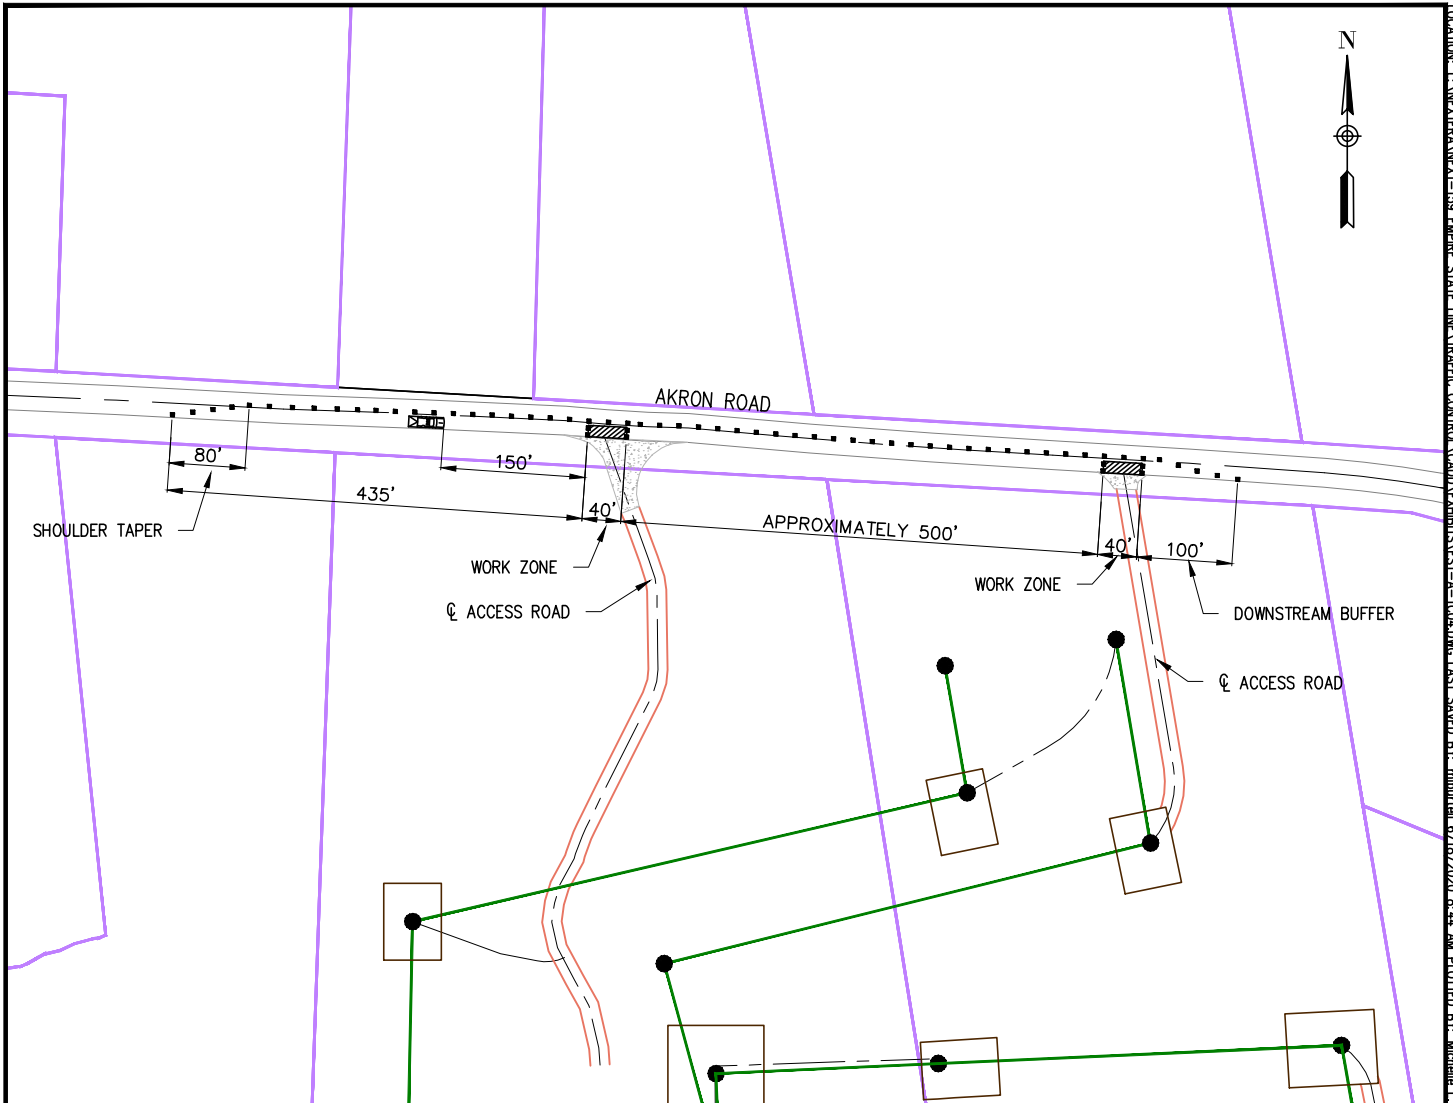 N
AKRON ROAD
80'
150'
435'
40'
APPROXIMATELY 500'
40'
100'
SHOULDER TAPER
WORK ZONE
WORK ZONE
℄ ACCESS ROAD
DOWNSTREAM BUFFER
℄ ACCESS ROAD